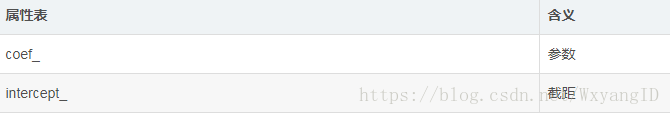 属性表 含义
coef_ 参数
intercept_ 截距
https://blog.csdn.net/WxyangID